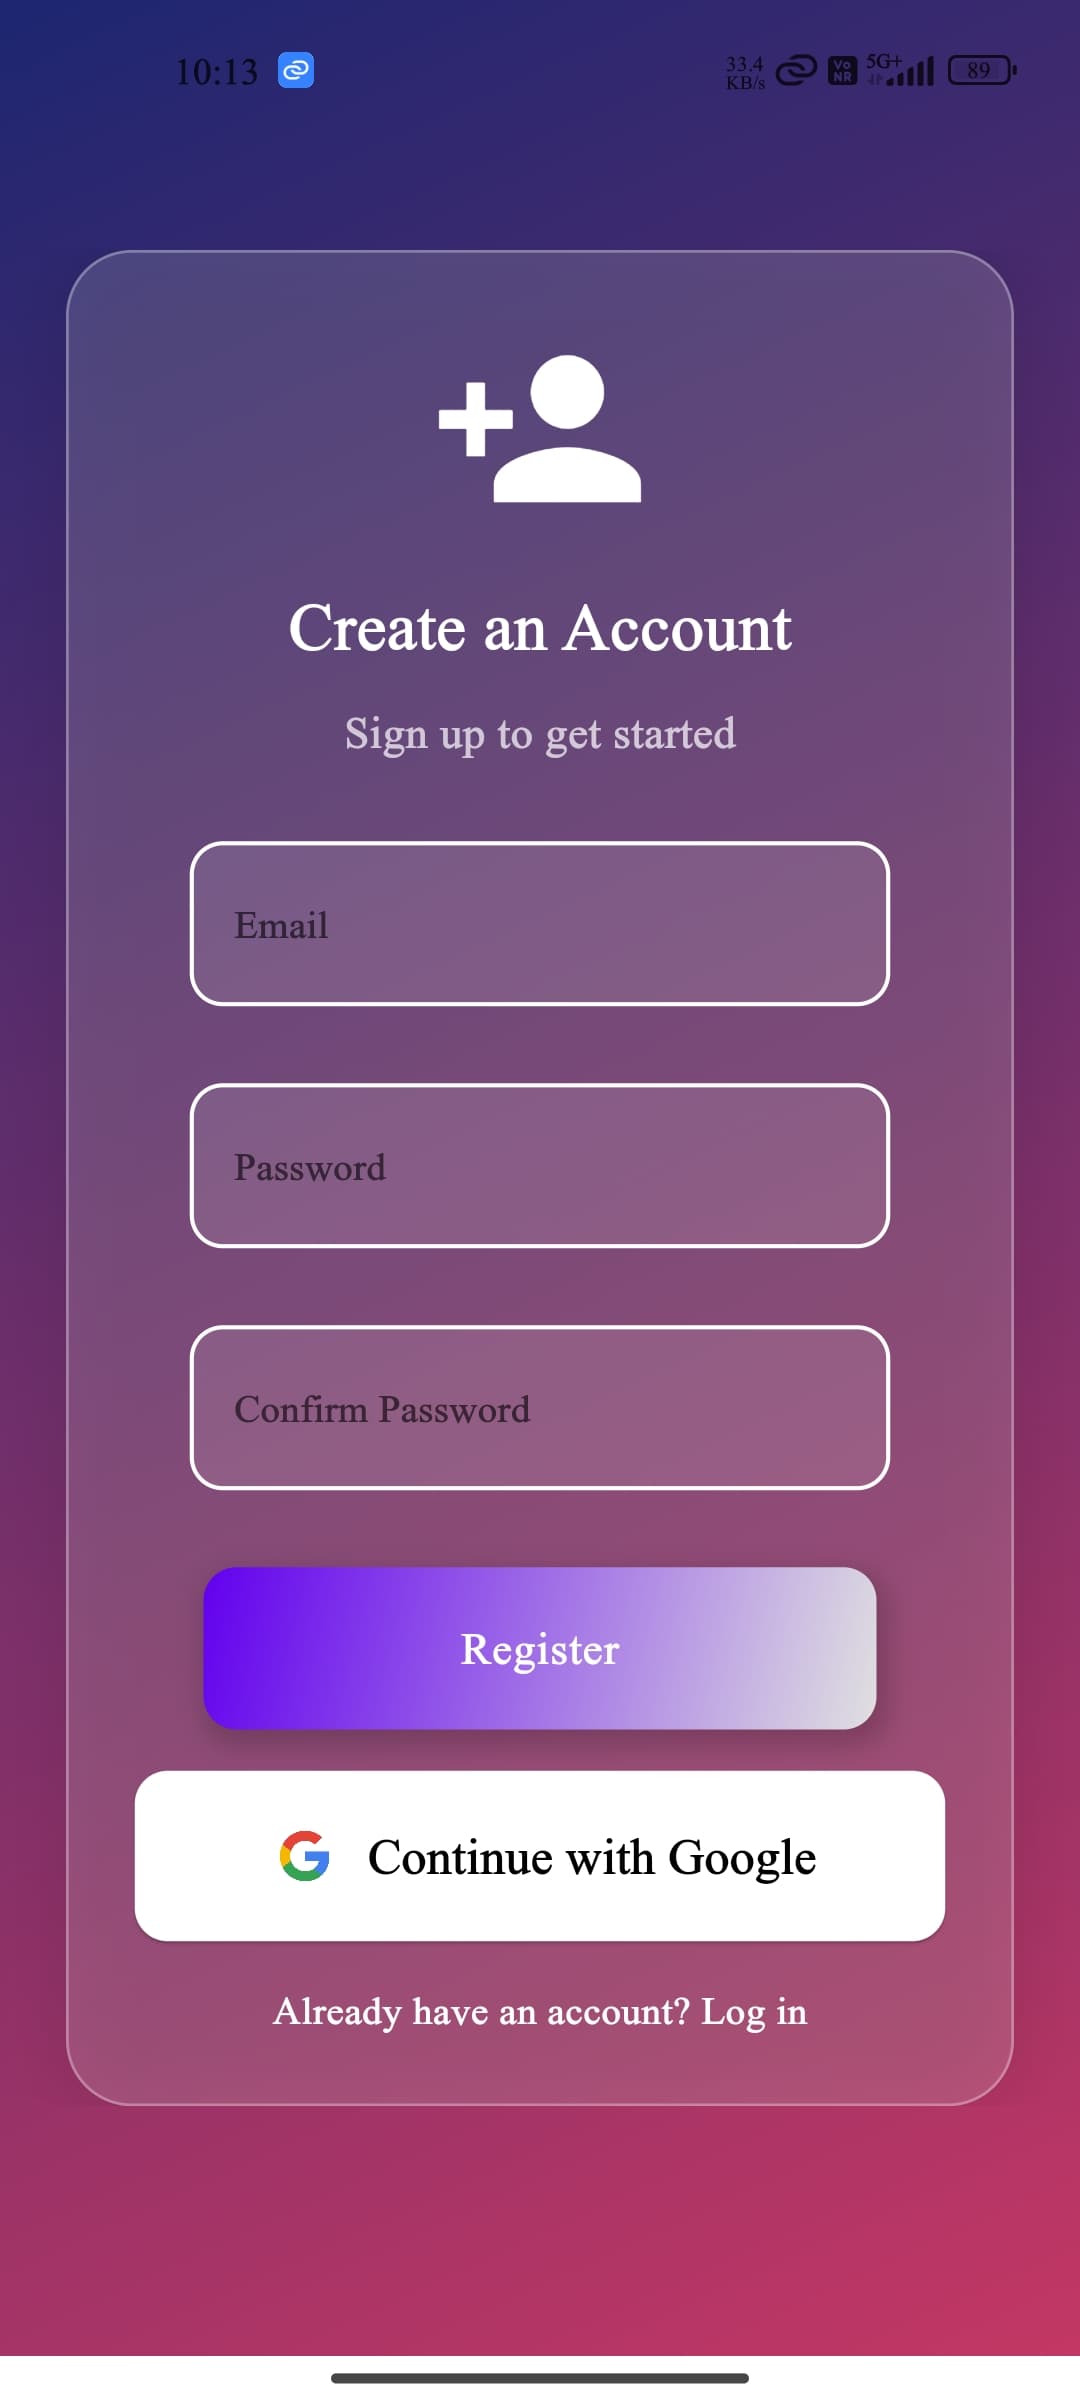 10:13
33.4 KB/s Vo NR 5G+ 89
Create an Account
Sign up to get started
Email
Password
Confirm Password
Register
Continue with Google
Already have an account? Log in